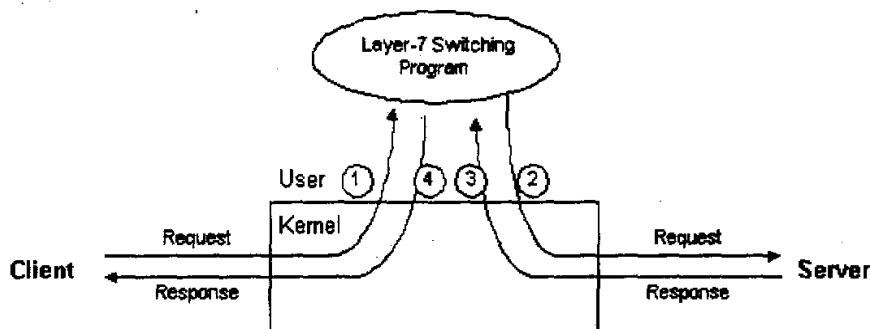 Layer-7 Switching
Program
User 1 4 3 2
Kernel
Request Request
Client Server
Response Response